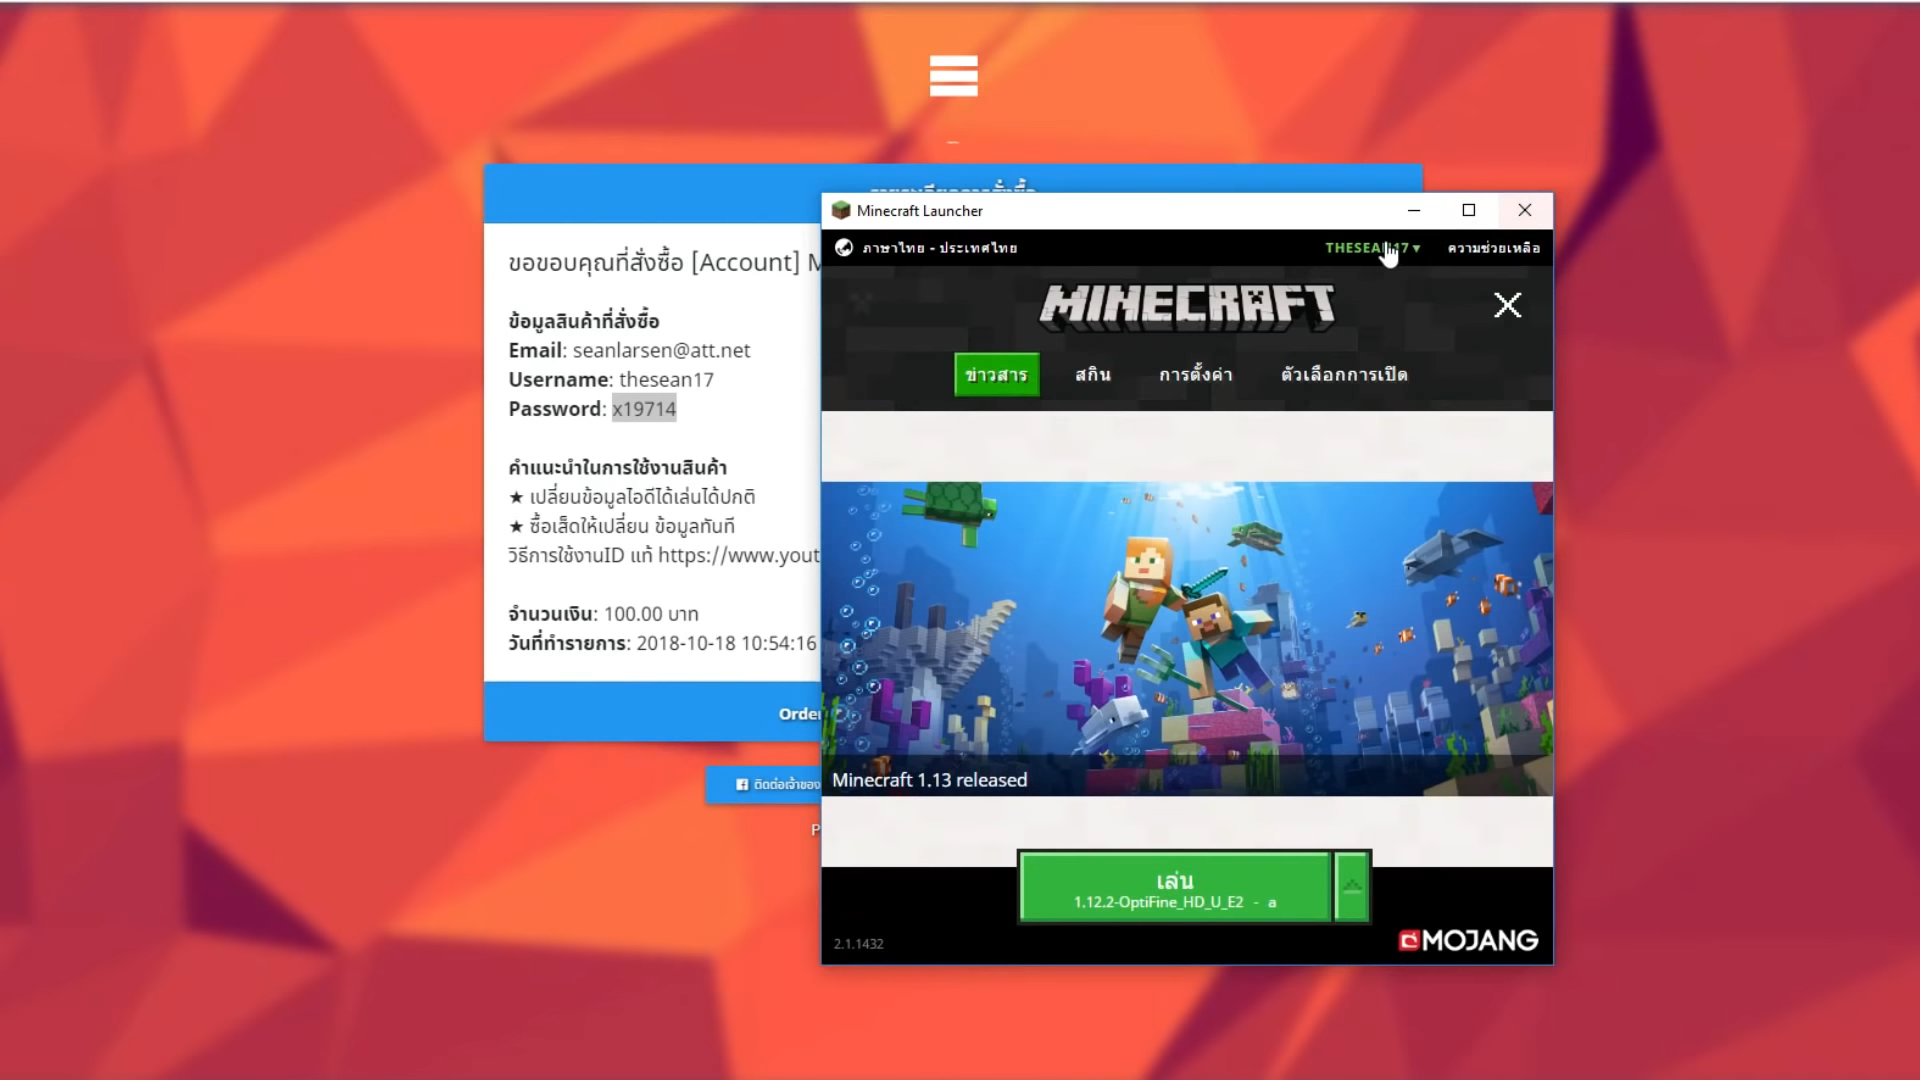 Minecraft Launcher
ภาษาไทย - ประเทศไทย
ความช่วยเหลือ
MINECRAFT
ข่าวสาร
สกิน
การตั้งค่า
ตัวเลือกการเปิด
ขอขอบคุณที่สั่งซื้อ [Account]
ข้อมูลสินค้าที่สั่งซื้อ
Email: seanlarsen@att.net
Username: thesean17
Password: x19714
คำแนะนำในการใช้งานสินค้า
★ เปลี่ยนข้อมูลไอดีได้เล่นได้ปกติ
★ ซื้อเส็ดให้เปลี่ยน ข้อมูลทันที
วิธีการใช้งานID แท้ https://www.yout
จำนวนเงิน: 100.00 บาท
วันที่ทำรายการ: 2018-10-18 10:54:16
Order
ติดต่อเจ้าของ
Minecraft 1.13 released
เล่น
1.12.2-OptiFine_HD_U_E2 - a
2.1.1432
MOJANG